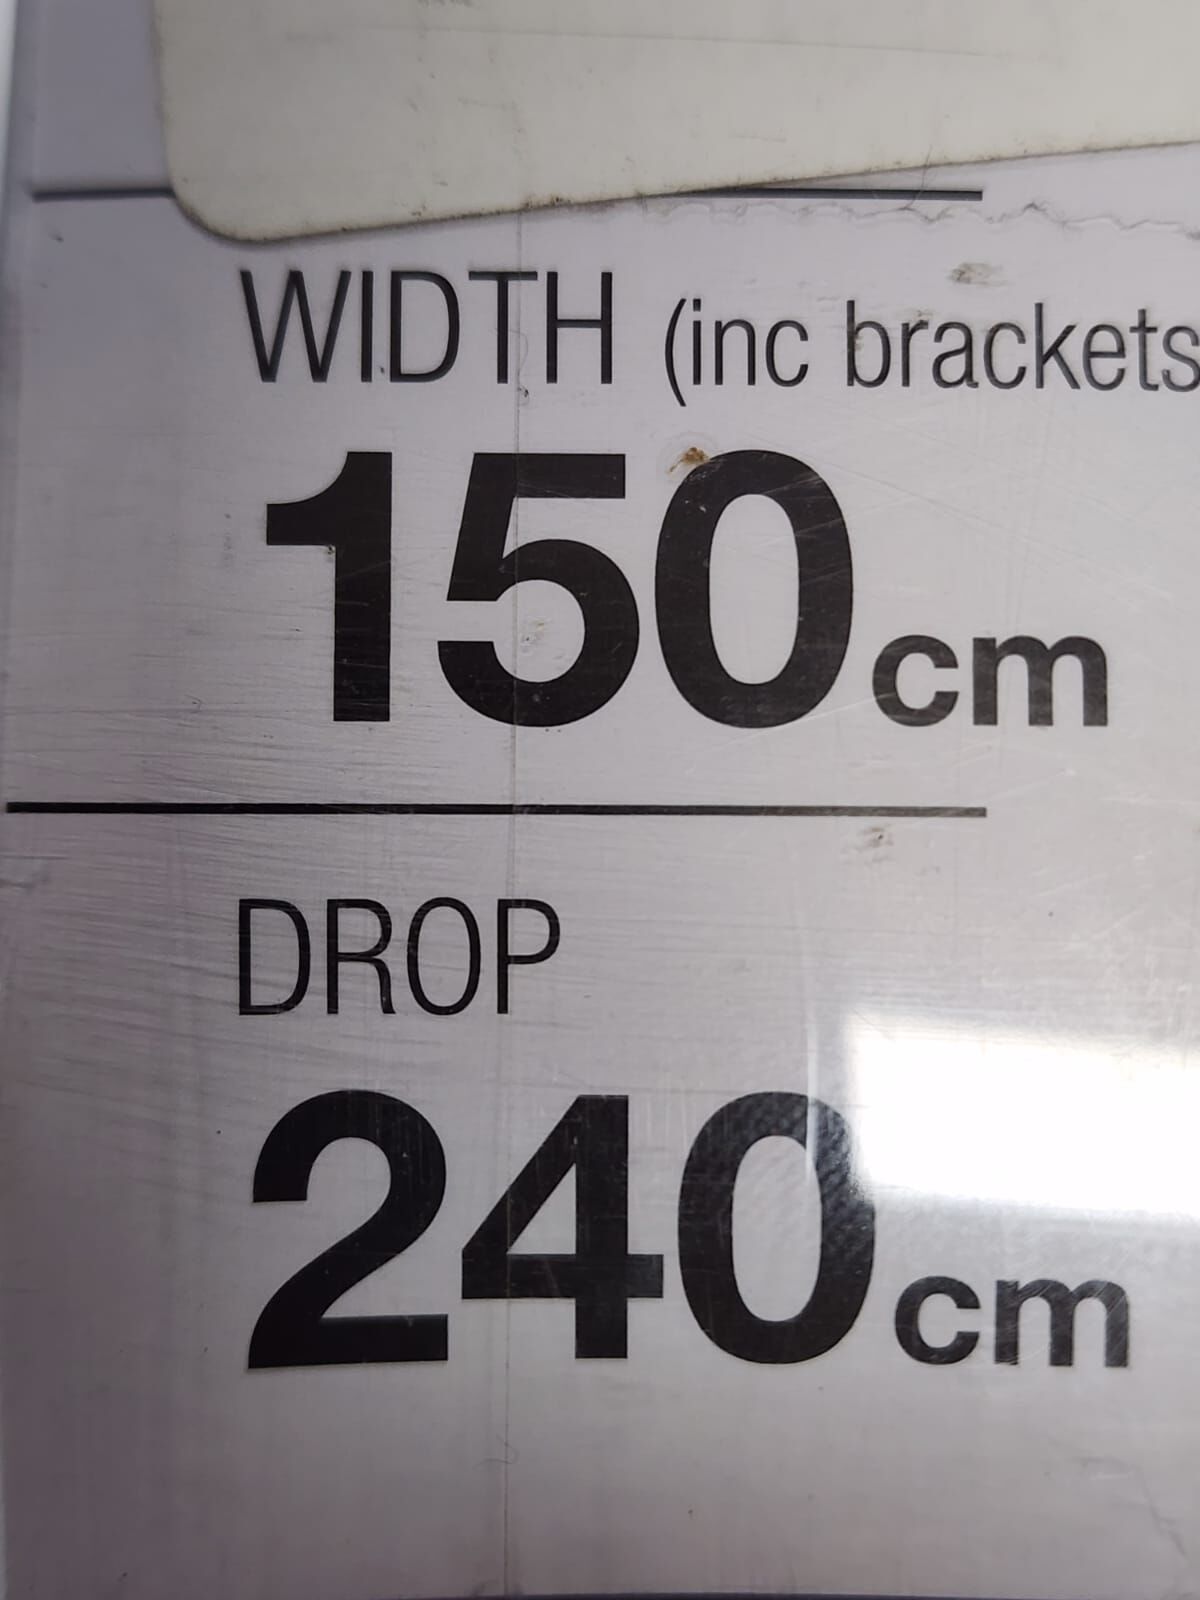 WIDTH (inc brackets
150cm
DROP
240cm